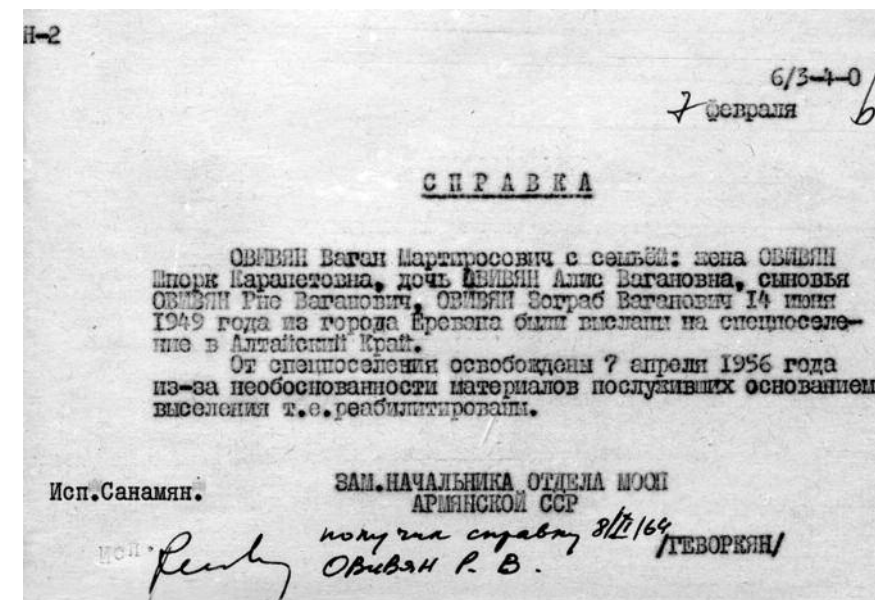 Н-2
6/3-4-0/
7 февраля 6
СПРАВКА
ОВИВЯН Ваган Мартиросович с семьёй: жена ОВИВЯН
Шпорк Карапетовна, дочь ОВИВЯН Алис Вагановна, сыновья
ОВИВЯН Рно Ваганович, ОВИВЯН Зограб Ваганович 14 июня
1949 года из города Еревана были высланы на спецпоселе-
ние в Алтайский Край.
От спецпоселения освобождены 7 апреля 1956 года
из-за необоснованности материалов послуживших основанием
выселения т.е.реабилитированы.
ЗАМ.НАЧАЛЬНИКА ОТДЕЛА МООП
АРМЯНСКОЙ ССР
Исп.Санамян.
/ГЕВОРКЯН/
Исп.
получил справку 8/II/64
ОВиВян Р. В.